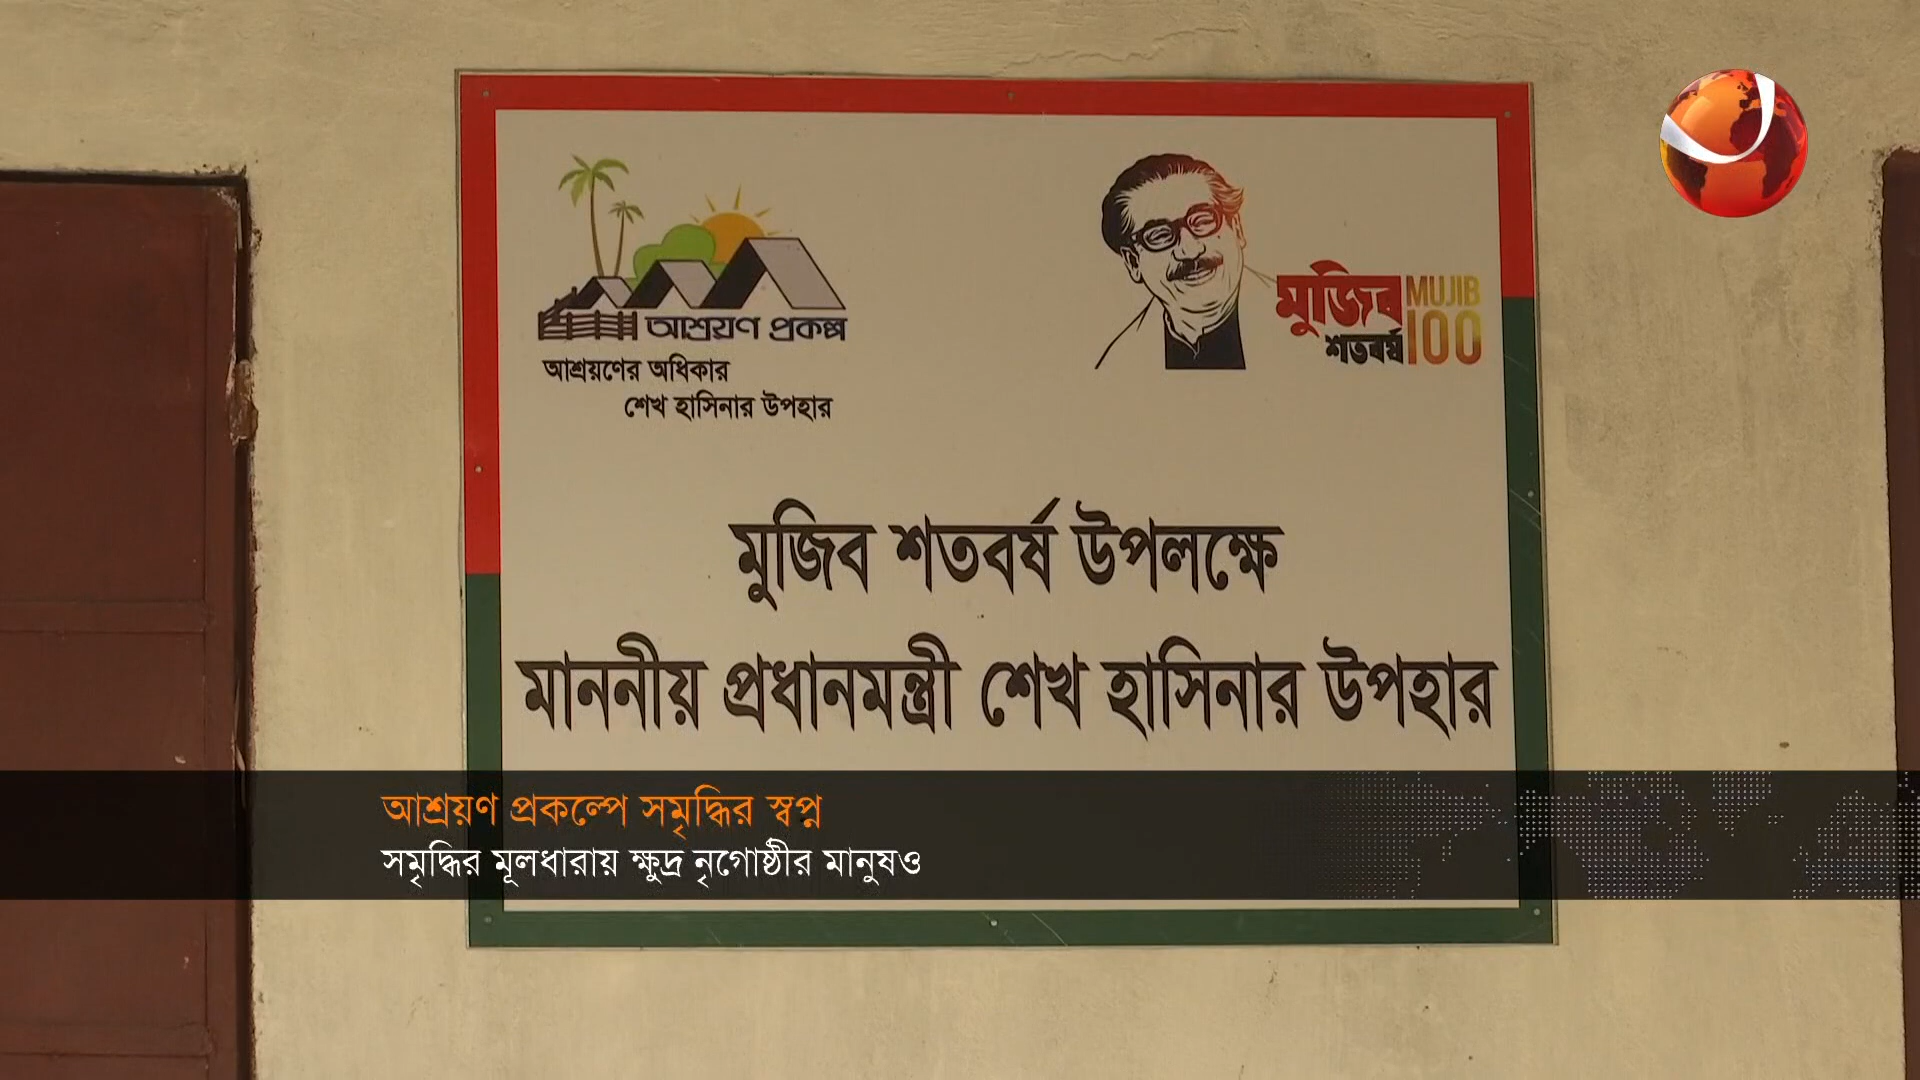 আশ্রয়ণ প্রকল্প
আশ্রয়ণের অধিকার
শেখ হাসিনার উপহার
মুজিব MUJIB
শতবর্ষ 100
মুজিব শতবর্ষ উপলক্ষে
মাননীয় প্রধানমন্ত্রী শেখ হাসিনার উপহার
আশ্রয়ণ প্রকল্পে সমৃদ্ধির স্বপ্ন
সমৃদ্ধির মূলধারায় ক্ষুদ্র নৃগোষ্ঠীর মানুষও